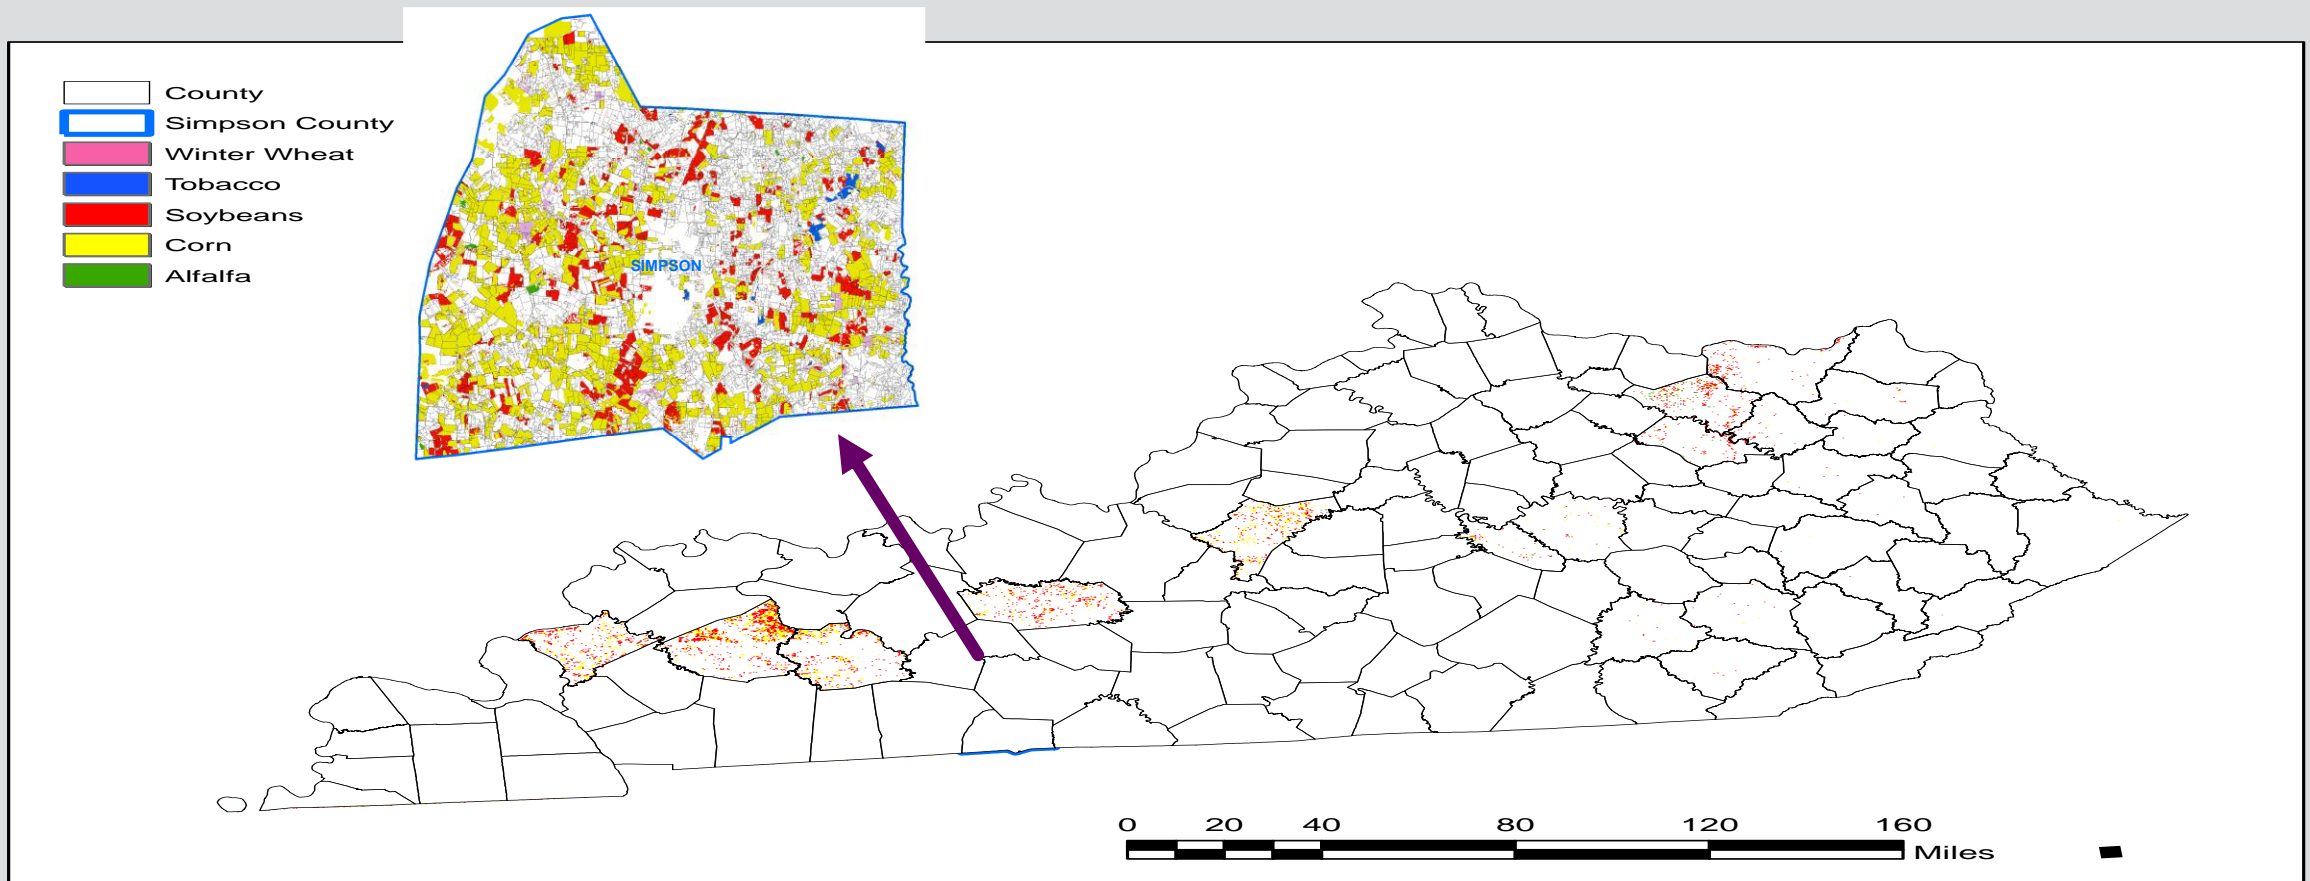 County
Simpson County
Winter Wheat
Tobacco
Soybeans
Corn
Alfalfa
SIMPSON
0 20 40 80 120 160
Miles